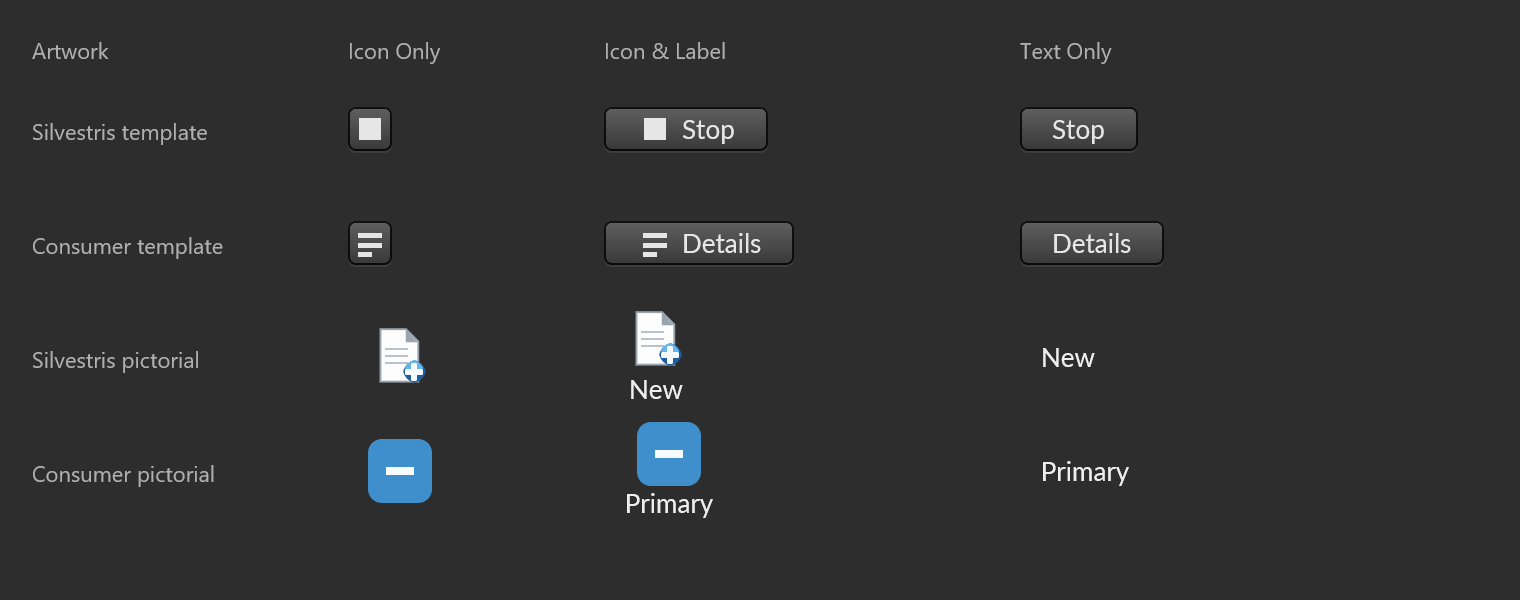 Artwork Icon Only Icon & Label Text Only
Silvestris template Stop Stop
Consumer template Details Details
Silvestris pictorial New New
Consumer pictorial Primary Primary